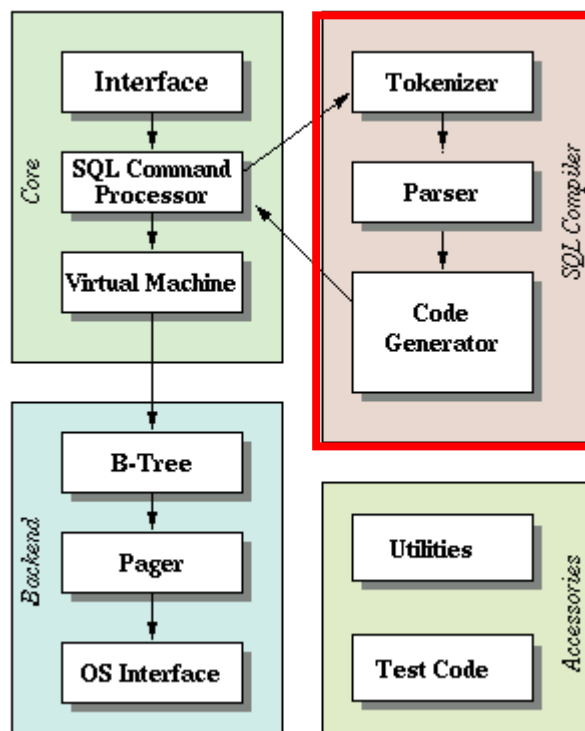 Core
Interface
SQL Command
Processor
Virtual Machine
SQL Compiler
Tokenizer
Parser
Code
Generator
Backend
B-Tree
Pager
OS Interface
Accessories
Utilities
Test Code